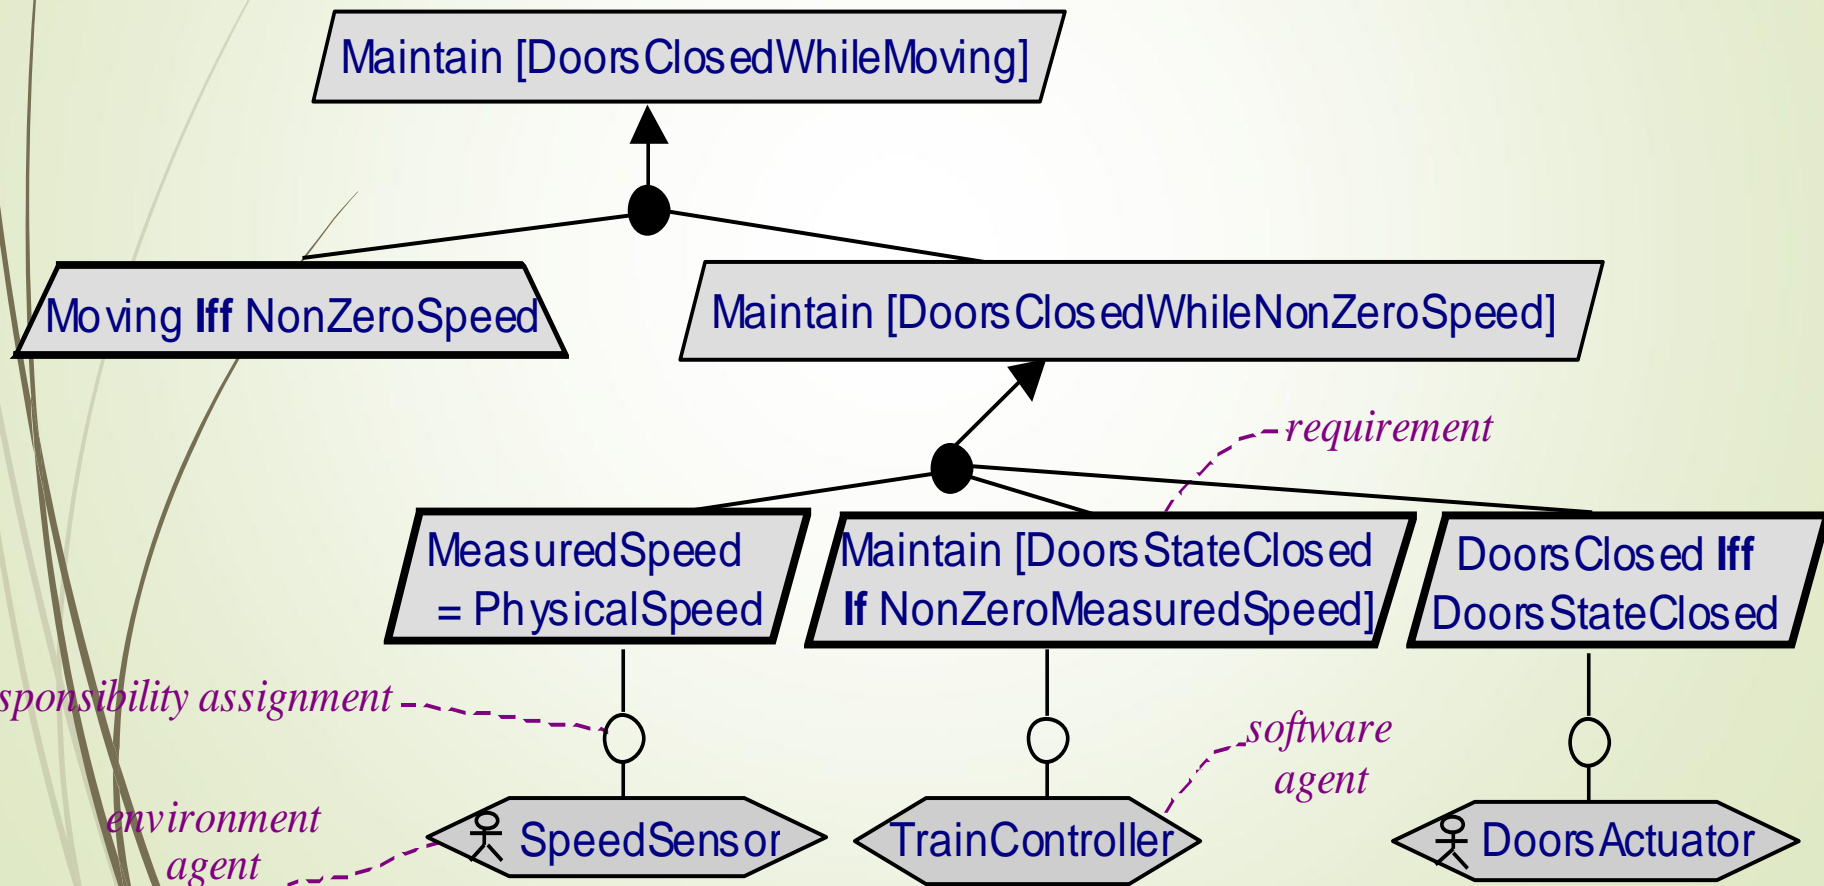 Maintain [DoorsClosedWhileMoving]
Moving Iff NonZeroSpeed
Maintain [DoorsClosedWhileNonZeroSpeed]
requirement
MeasuredSpeed
= PhysicalSpeed
Maintain [DoorsStateClosed
If NonZeroMeasuredSpeed]
DoorsClosed Iff
DoorsStateClosed
sponsibility assignment
software
agent
environment
agent
SpeedSensor
TrainController
DoorsActuator